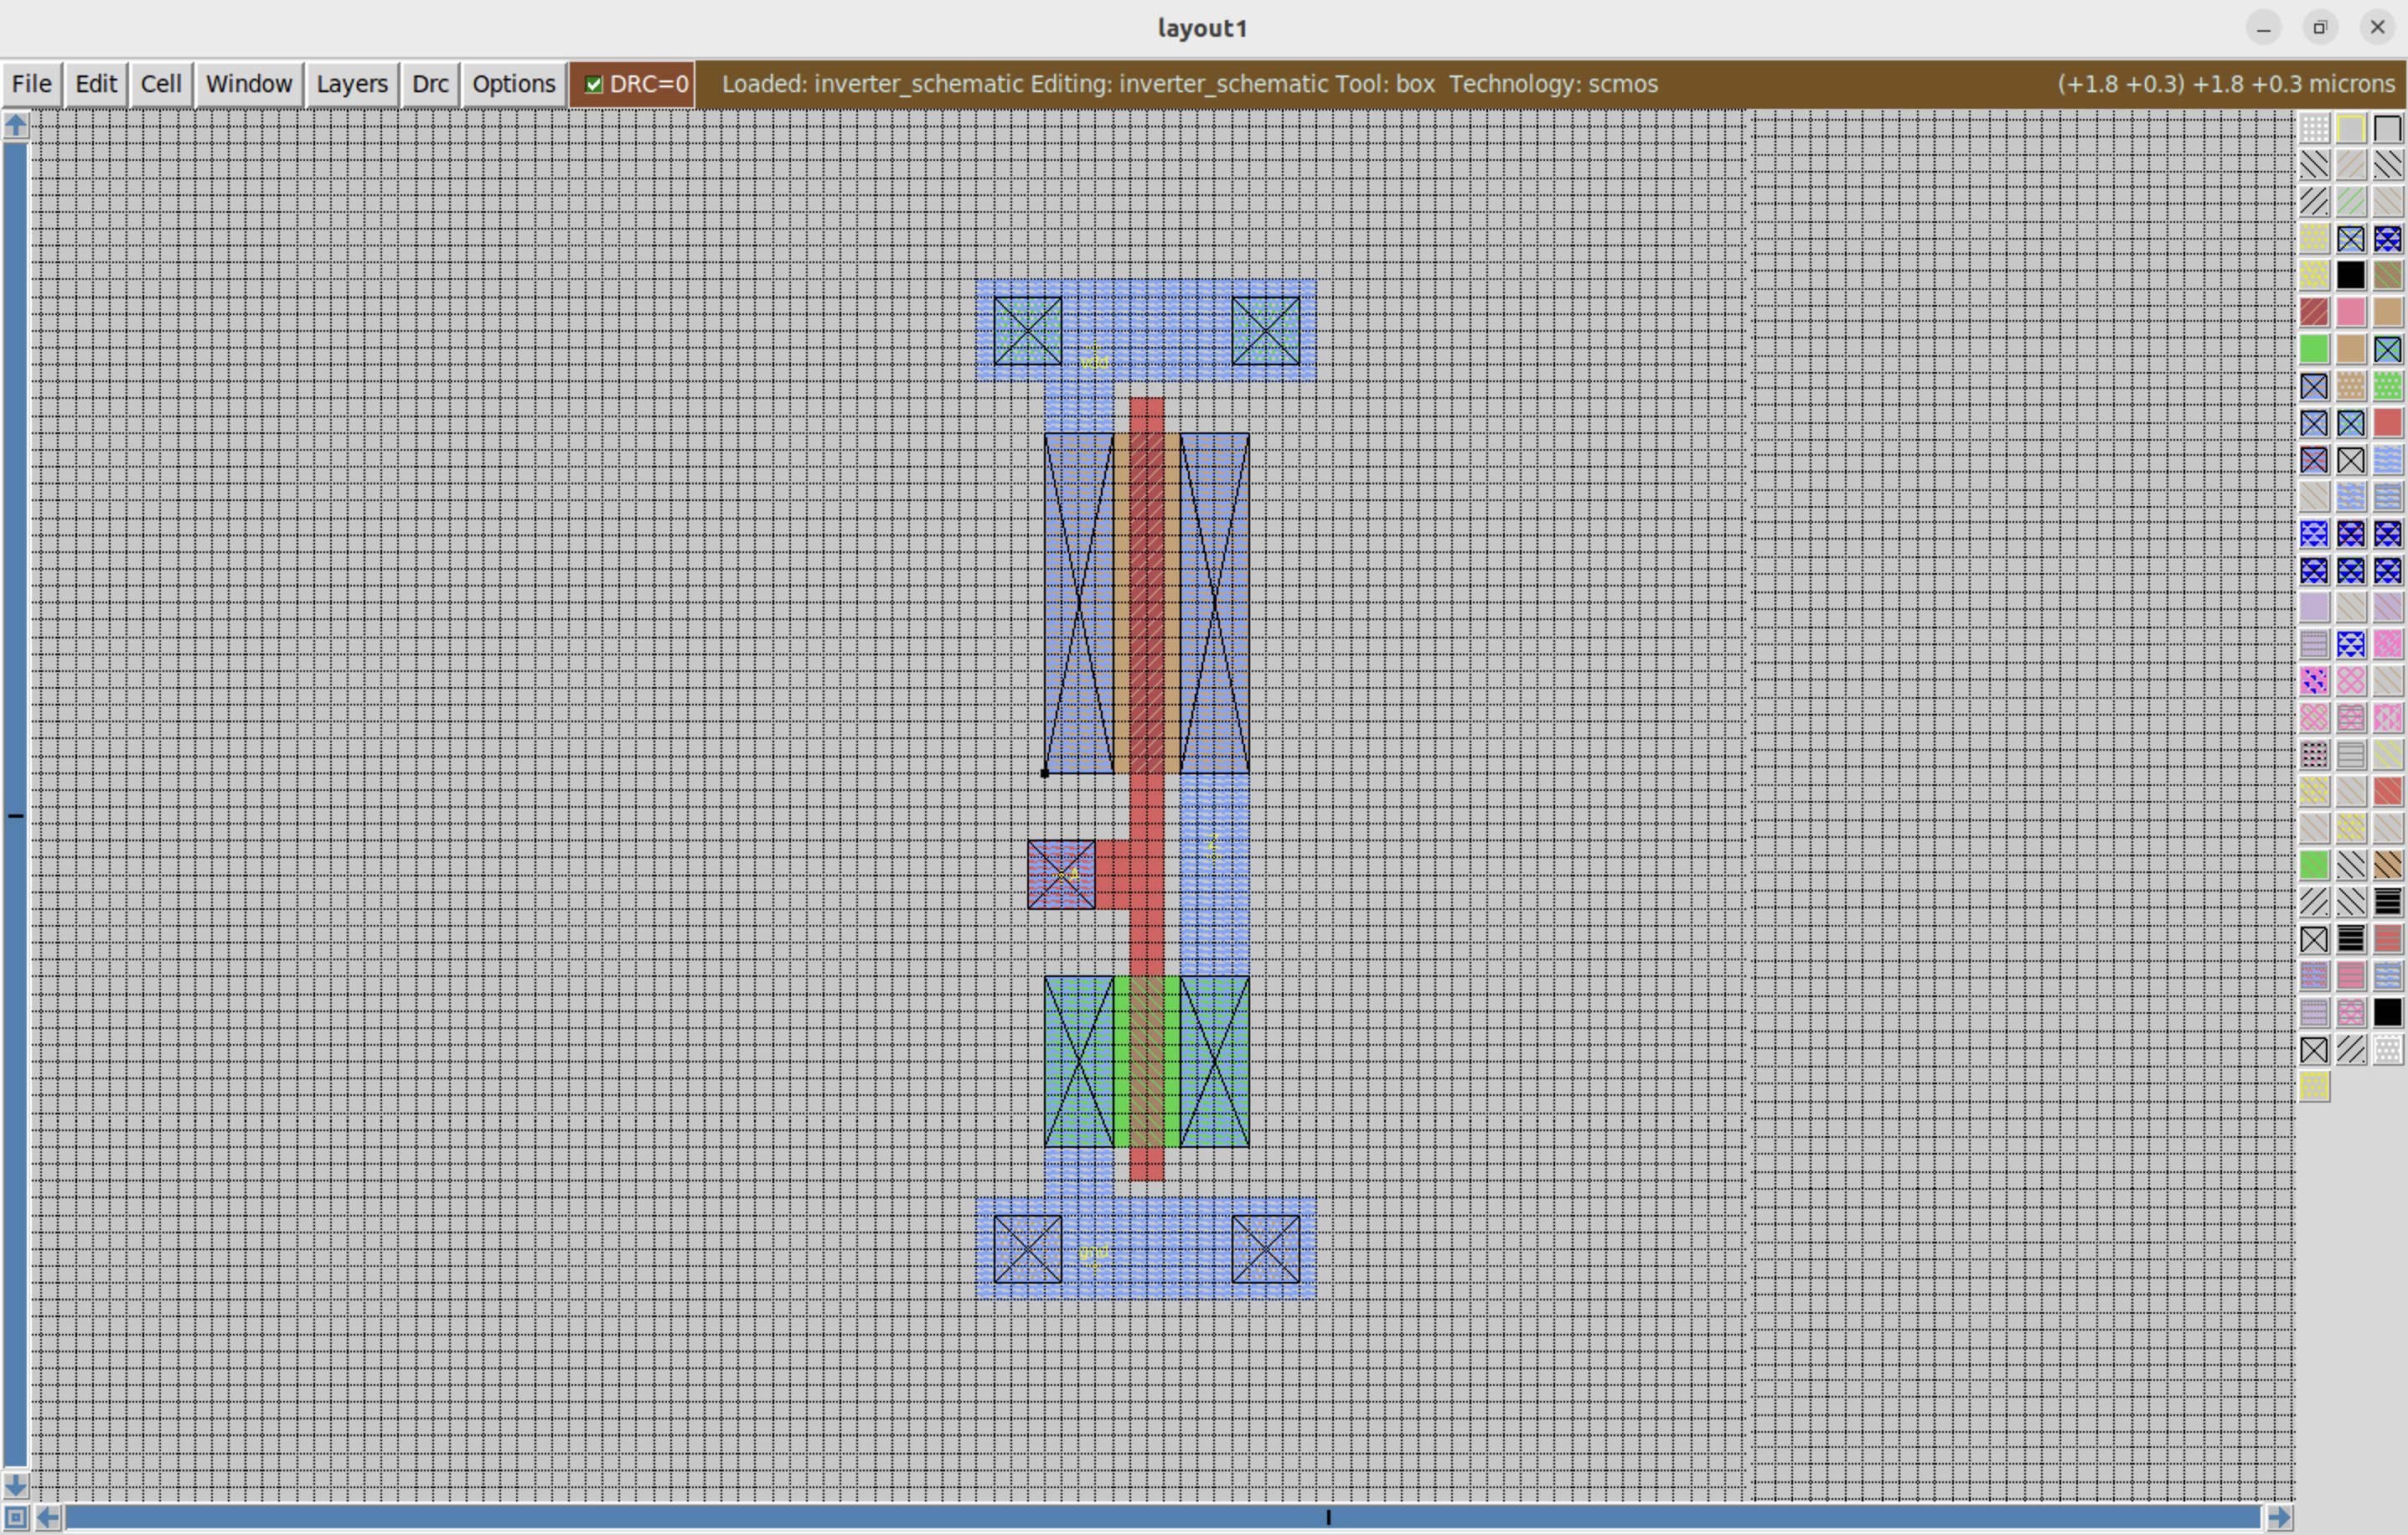 layout1
File Edit Cell Window Layers Drc Options DRC=0 Loaded: inverter_schematic Editing: inverter_schematic Tool: box Technology: scmos (+1.8 +0.3) +1.8 +0.3 microns
vdd
A
gnd